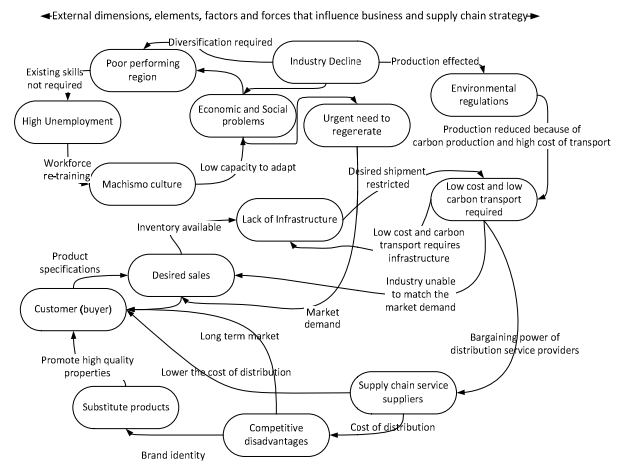 External dimensions, elements, factors and forces that influence business and supply chain strategy
Diversification required
Poor performing
region
Industry Decline
Production effected
Existing skills
not required
Environmental
regulations
High Unemployment
Economic and Social
problems
Urgent need to
regenerate
Production reduced because of
carbon production and high cost of transport
Workforce
re-training
Machismo culture
Low capacity to adapt
Desired shipment
restricted
Low cost and low
carbon transport
required
Inventory available
Lack of Infrastructure
Low cost and carbon
transport requires
infrastructure
Product
specifications
Desired sales
Industry unable
to match the
market demand
Customer (buyer)
Market
demand
Long term market
Bargaining power of
distribution service providers
Promote high quality
properties
Lower the cost of distribution
Supply chain service
suppliers
Substitute products
Competitive
disadvantages
Cost of distribution
Brand identity